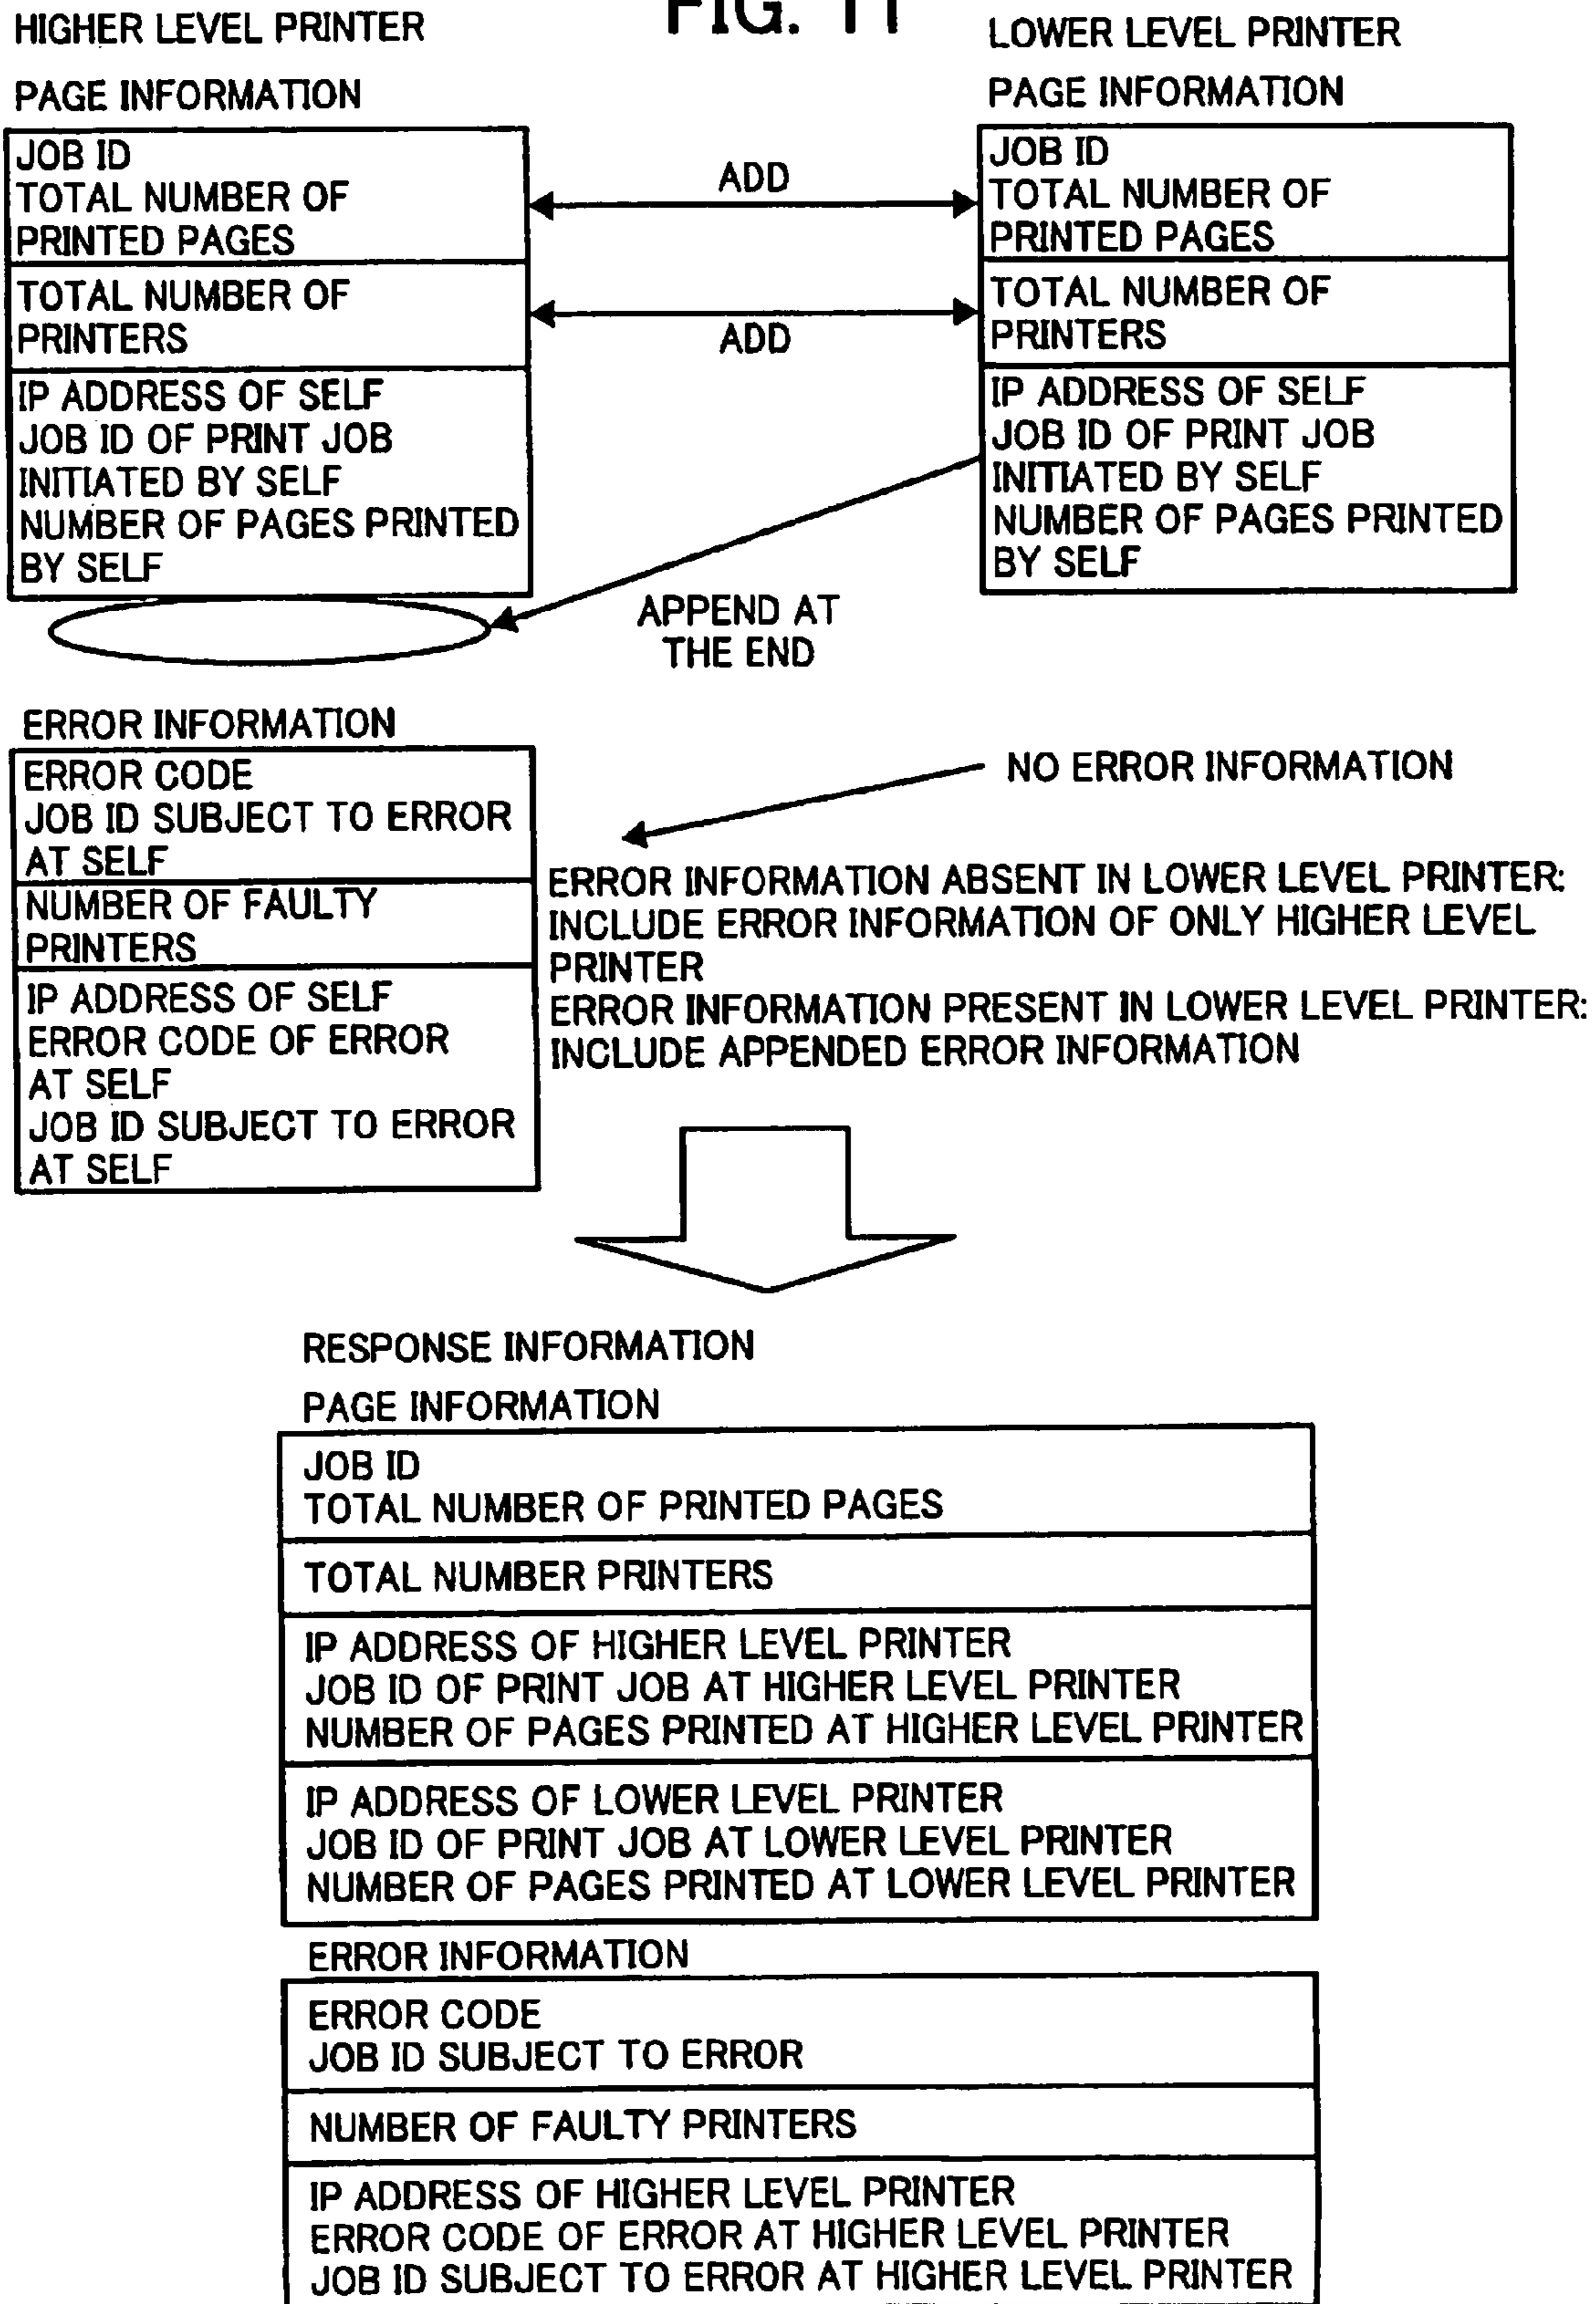 FIG. 11
HIGHER LEVEL PRINTER
PAGE INFORMATION
JOB ID
TOTAL NUMBER OF
PRINTED PAGES
TOTAL NUMBER OF
PRINTERS
IP ADDRESS OF SELF
JOB ID OF PRINT JOB
INITIATED BY SELF
NUMBER OF PAGES PRINTED
BY SELF
ADD
ADD
LOWER LEVEL PRINTER
PAGE INFORMATION
JOB ID
TOTAL NUMBER OF
PRINTED PAGES
TOTAL NUMBER OF
PRINTERS
IP ADDRESS OF SELF
JOB ID OF PRINT JOB
INITIATED BY SELF
NUMBER OF PAGES PRINTED
BY SELF
APPEND AT
THE END
ERROR INFORMATION
ERROR CODE
JOB ID SUBJECT TO ERROR
AT SELF
NUMBER OF FAULTY
PRINTERS
IP ADDRESS OF SELF
ERROR CODE OF ERROR
AT SELF
JOB ID SUBJECT TO ERROR
AT SELF
NO ERROR INFORMATION
ERROR INFORMATION ABSENT IN LOWER LEVEL PRINTER:
INCLUDE ERROR INFORMATION OF ONLY HIGHER LEVEL
PRINTER
ERROR INFORMATION PRESENT IN LOWER LEVEL PRINTER:
INCLUDE APPENDED ERROR INFORMATION
RESPONSE INFORMATION
PAGE INFORMATION
JOB ID
TOTAL NUMBER OF PRINTED PAGES
TOTAL NUMBER PRINTERS
IP ADDRESS OF HIGHER LEVEL PRINTER
JOB ID OF PRINT JOB AT HIGHER LEVEL PRINTER
NUMBER OF PAGES PRINTED AT HIGHER LEVEL PRINTER
IP ADDRESS OF LOWER LEVEL PRINTER
JOB ID OF PRINT JOB AT LOWER LEVEL PRINTER
NUMBER OF PAGES PRINTED AT LOWER LEVEL PRINTER
ERROR INFORMATION
ERROR CODE
JOB ID SUBJECT TO ERROR
NUMBER OF FAULTY PRINTERS
IP ADDRESS OF HIGHER LEVEL PRINTER
ERROR CODE OF ERROR AT HIGHER LEVEL PRINTER
JOB ID SUBJECT TO ERROR AT HIGHER LEVEL PRINTER